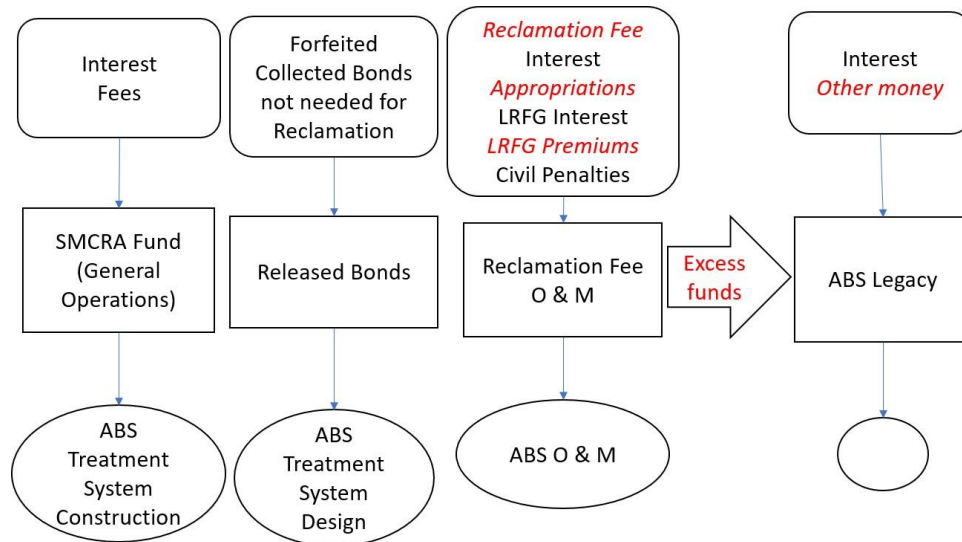 Interest
Fees
Forfeited
Collected Bonds
not needed for
Reclamation
Reclamation Fee
Interest
Appropriations
LRFG Interest
LRFG Premiums
Civil Penalties
Interest
Other money
SMCRA Fund
(General
Operations)
Released Bonds
Reclamation Fee
O & M
Excess
funds
ABS Legacy
ABS
Treatment
System
Construction
ABS
Treatment
System
Design
ABS O & M